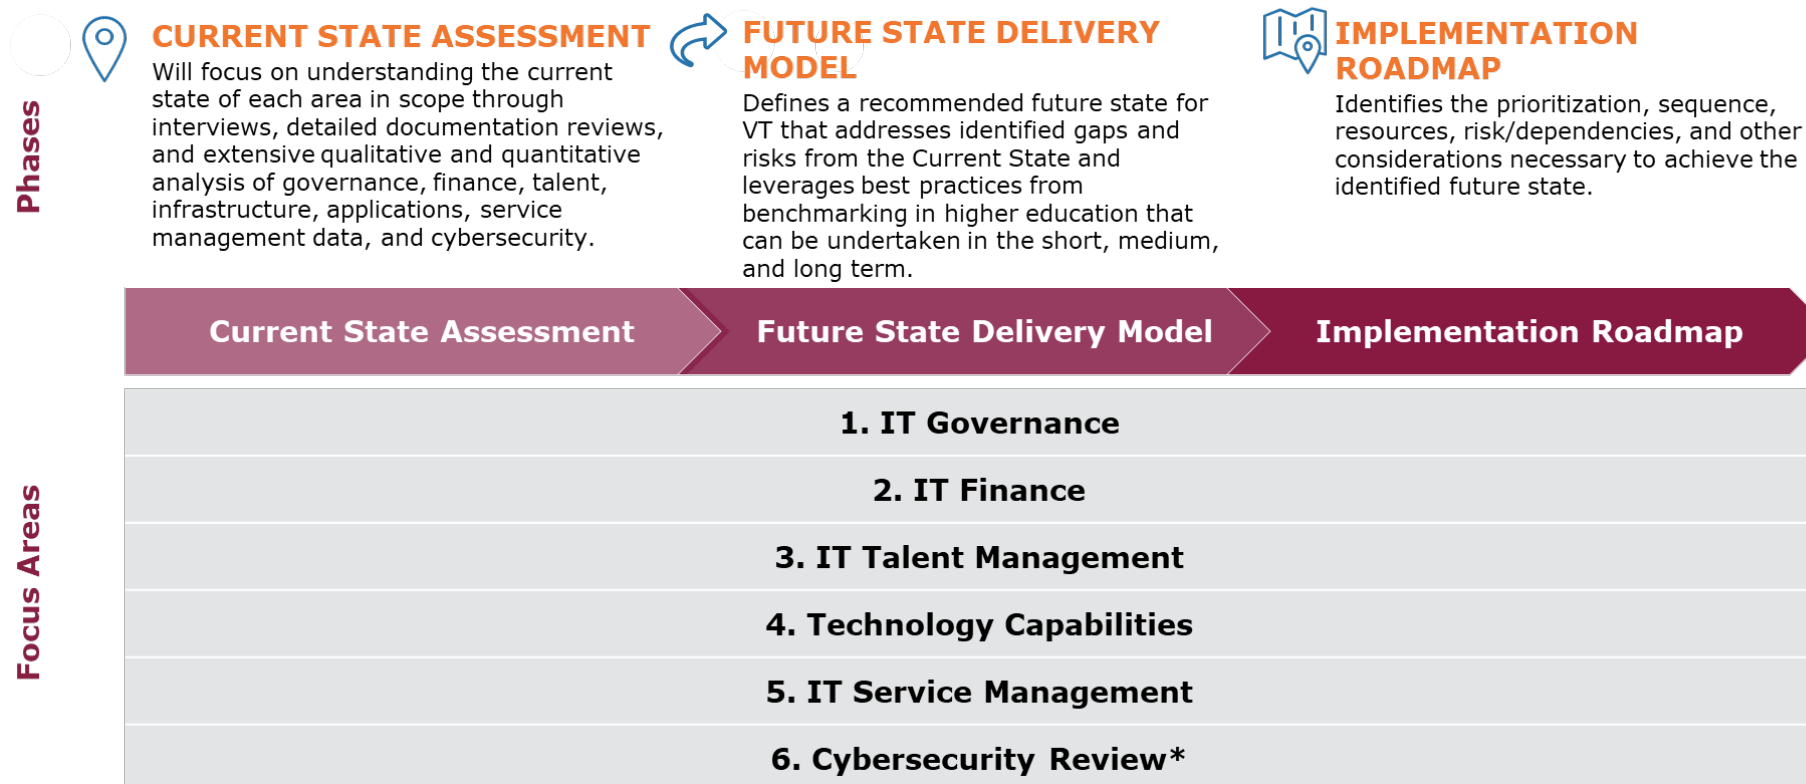 CURRENT STATE ASSESSMENT
Will focus on understanding the current
state of each area in scope through
interviews, detailed documentation reviews,
and extensive qualitative and quantitative
analysis of governance, finance, talent,
infrastructure, applications, service
management data, and cybersecurity.
FUTURE STATE DELIVERY
MODEL
Defines a recommended future state for
VT that addresses identified gaps and
risks from the Current State and
leverages best practices from
benchmarking in higher education that
can be undertaken in the short, medium,
and long term.
IMPLEMENTATION
ROADMAP
Identifies the prioritization, sequence,
resources, risk/dependencies, and other
considerations necessary to achieve the
identified future state.
Phases
Current State Assessment
Future State Delivery Model
Implementation Roadmap
Focus Areas
1. IT Governance
2. IT Finance
3. IT Talent Management
4. Technology Capabilities
5. IT Service Management
6. Cybersecurity Review*